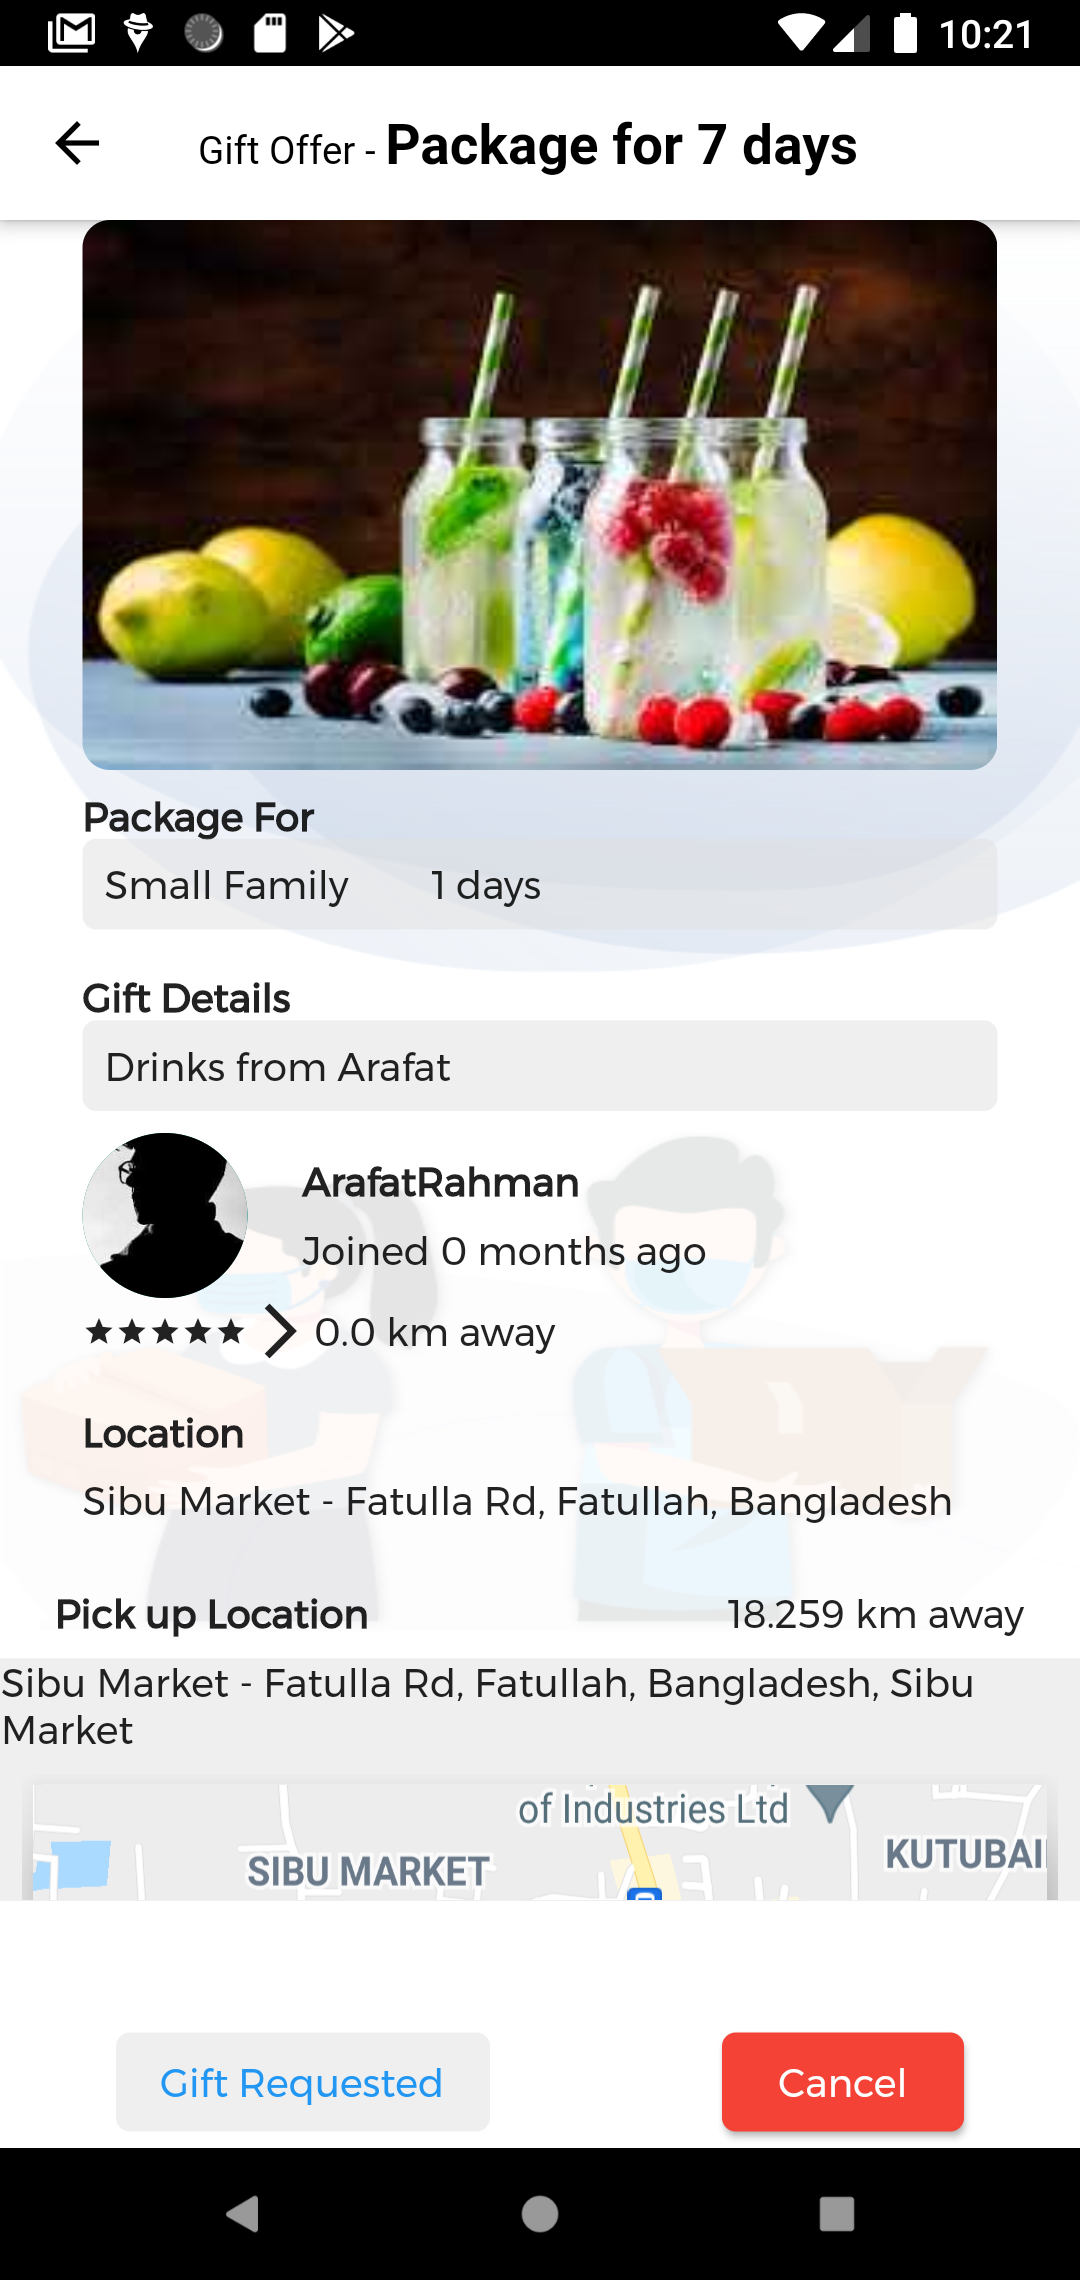 10:21
Gift Offer - Package for 7 days
Package For
Small Family 1 days
Gift Details
Drinks from Arafat
ArafatRahman
Joined 0 months ago
0.0 km away
Location
Sibu Market - Fatulla Rd, Fatullah, Bangladesh
Pick up Location 18.259 km away
Sibu Market - Fatulla Rd, Fatullah, Bangladesh, Sibu
Market
of Industries Ltd
KUTUBAI
SIBU MARKET
Gift Requested Cancel